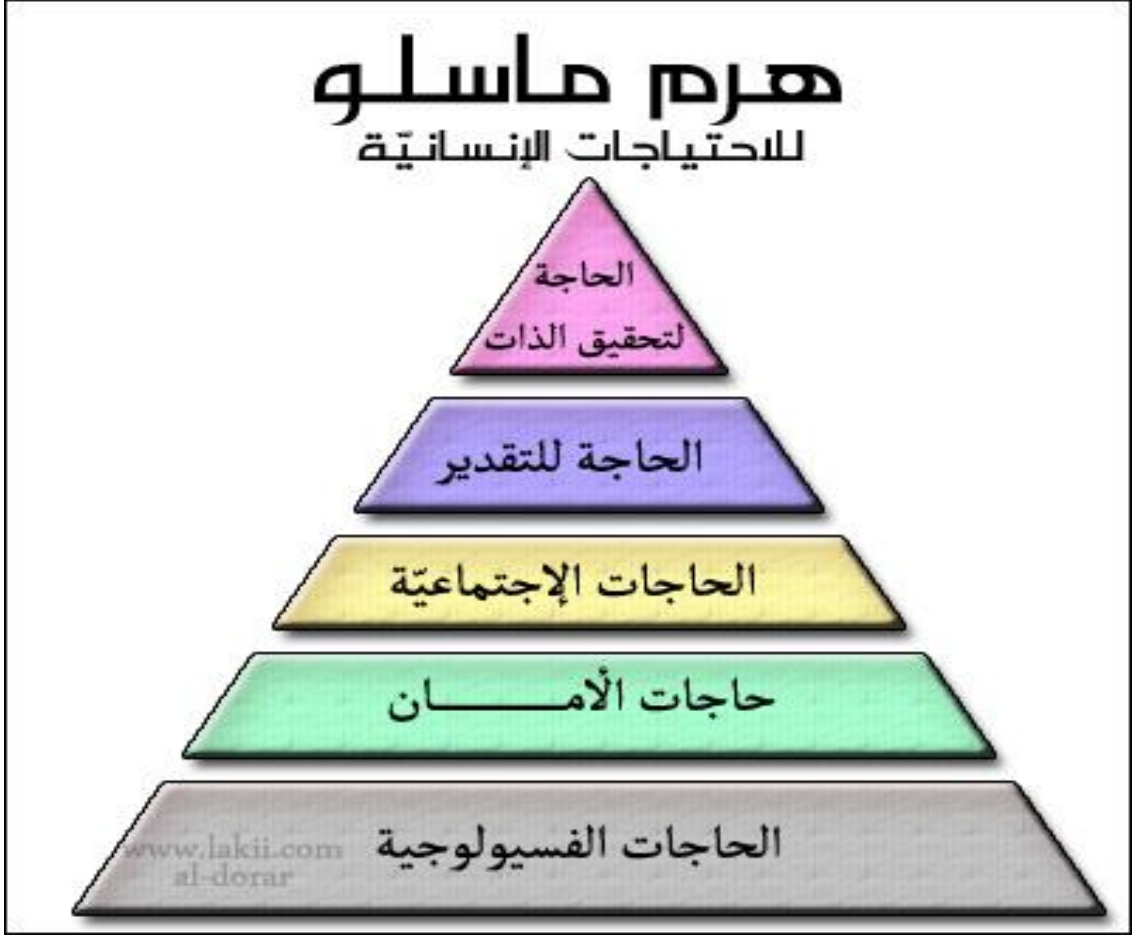 هرم ماسلو
للاحتياجات الإنسانيّة
الحاجة
لتحقيق الذات
الحاجة للتقدير
الحاجات الإجتماعيّة
حاجات الأمـــــــان
الحاجات الفسيولوجية
www.lakii.com
al-dorar